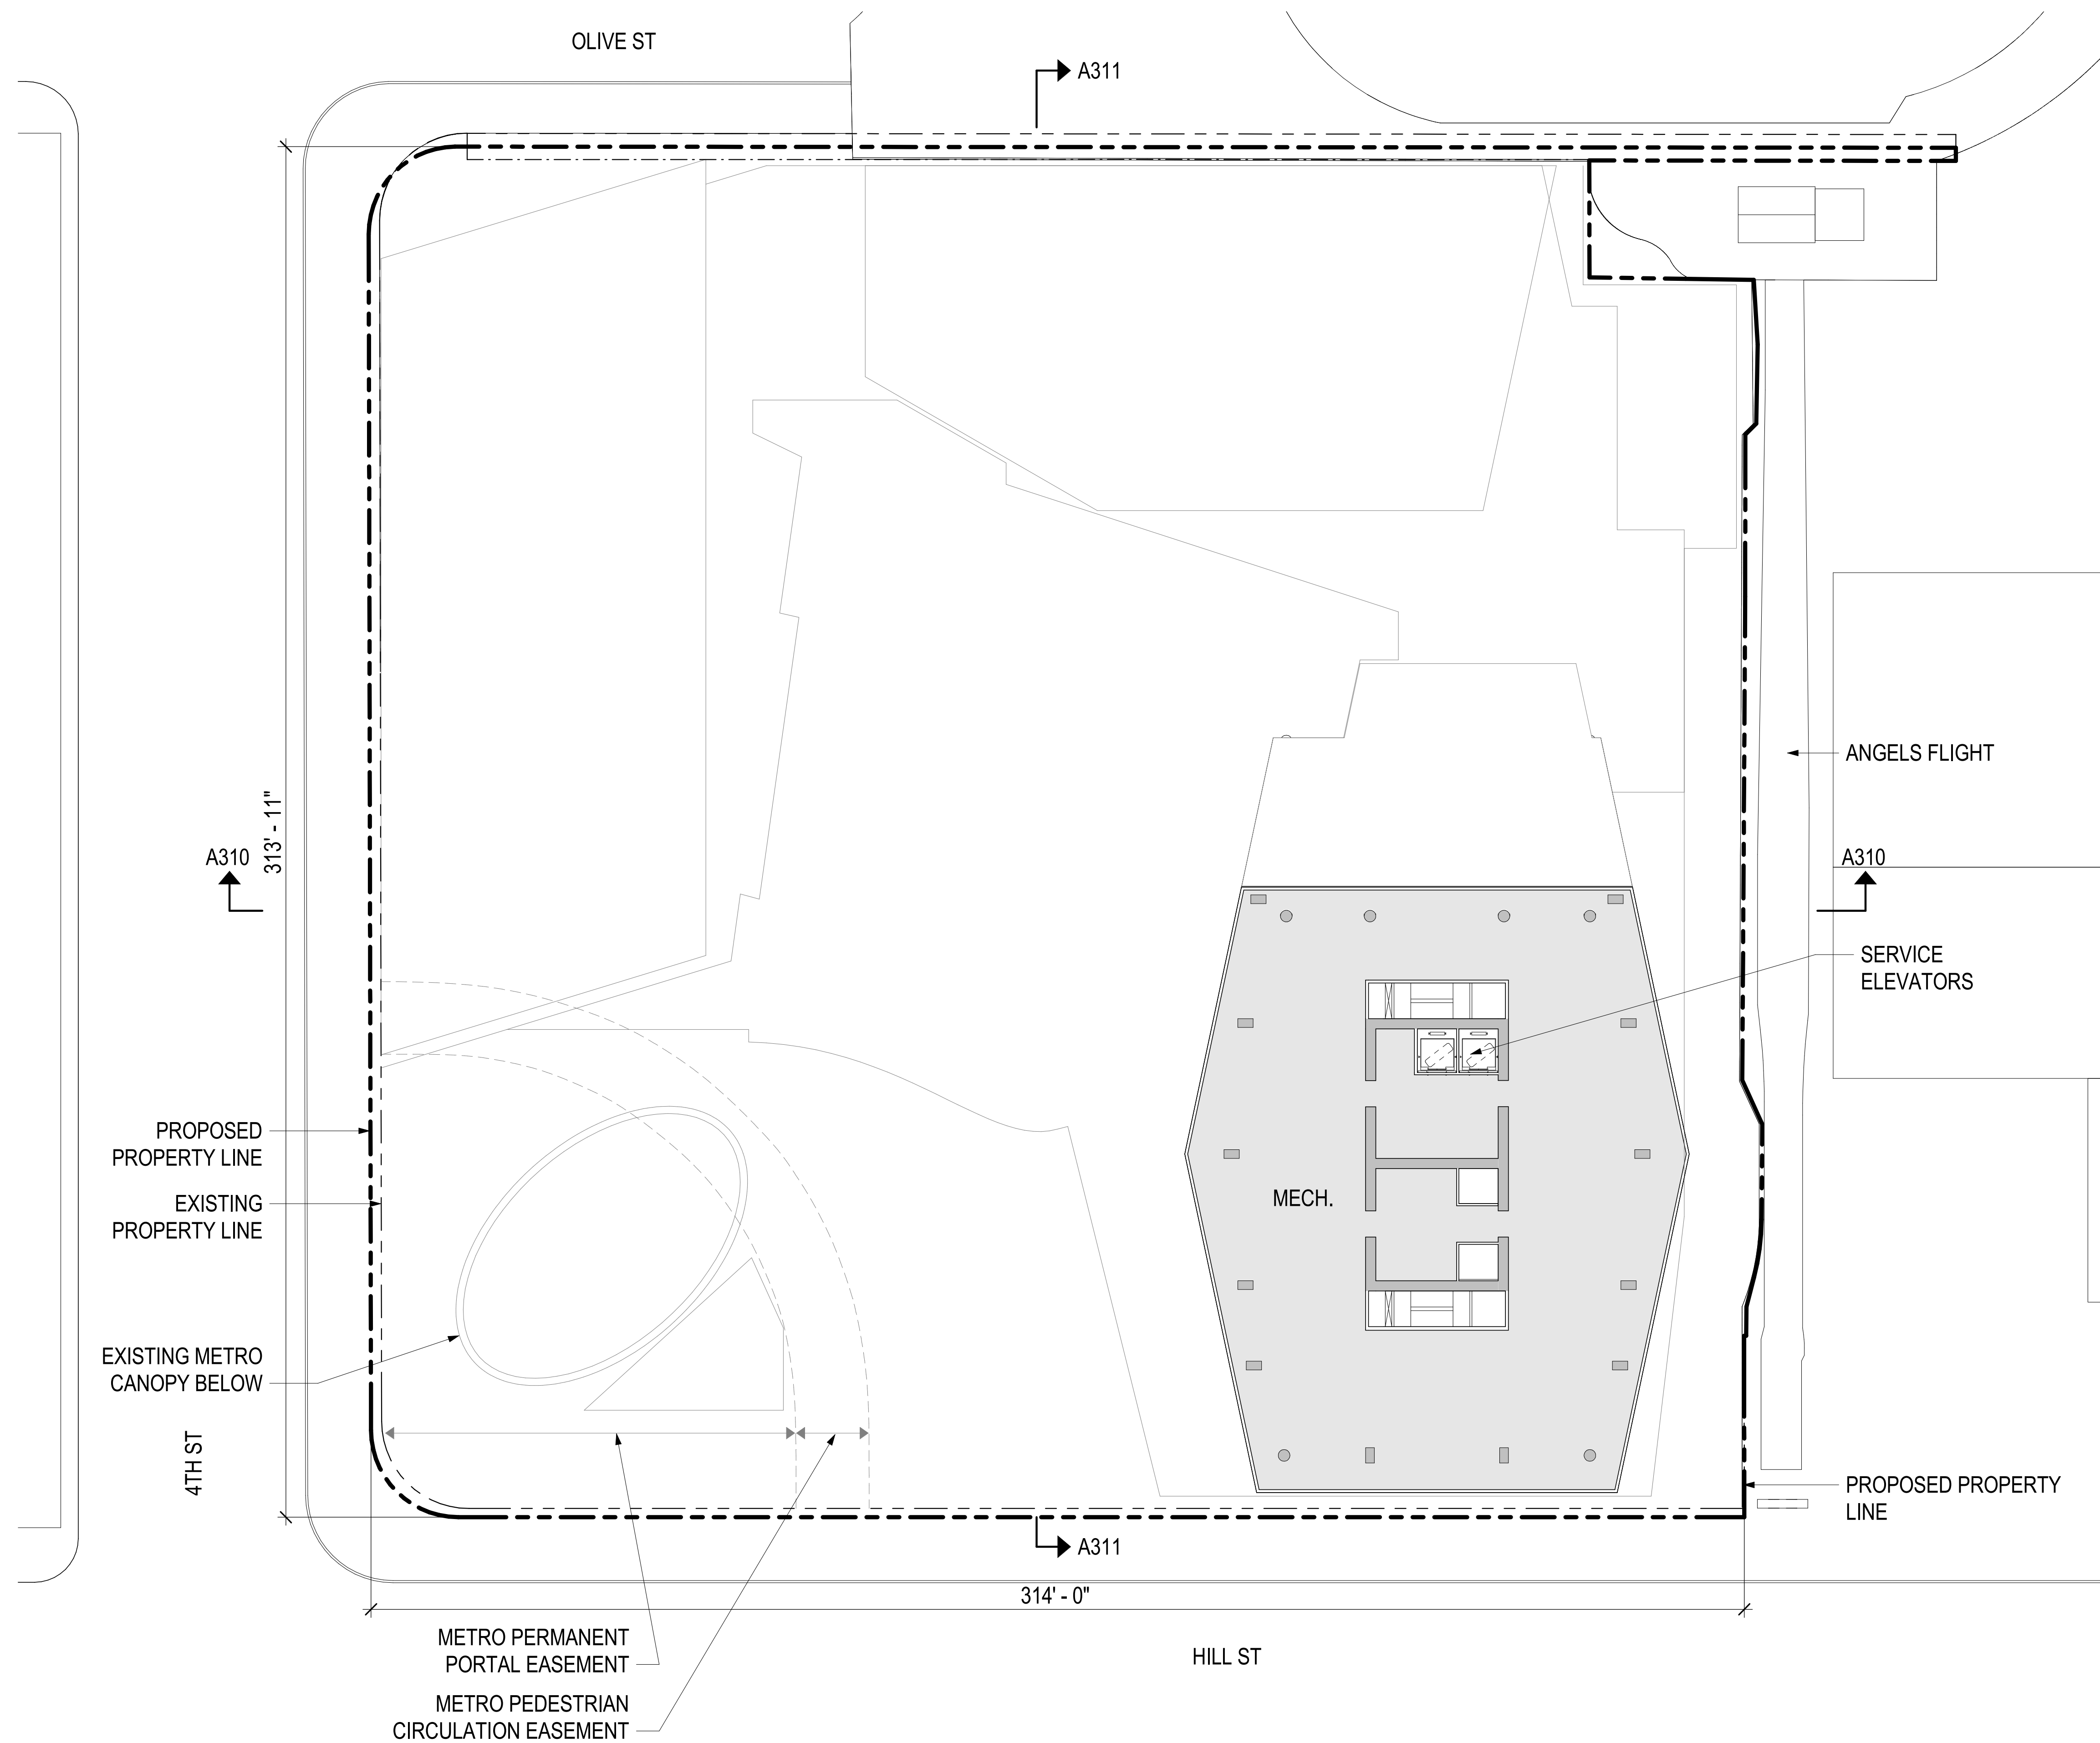 OLIVE ST
A311
313' - 11"
ANGELS FLIGHT
A310
A310
SERVICE
ELEVATORS
PROPOSED
PROPERTY LINE
EXISTING
PROPERTY LINE
MECH.
EXISTING METRO
CANOPY BELOW
4TH ST
PROPOSED PROPERTY
LINE
A311
314' - 0"
METRO PERMANENT
PORTAL EASEMENT
HILL ST
METRO PEDESTRIAN
CIRCULATION EASEMENT